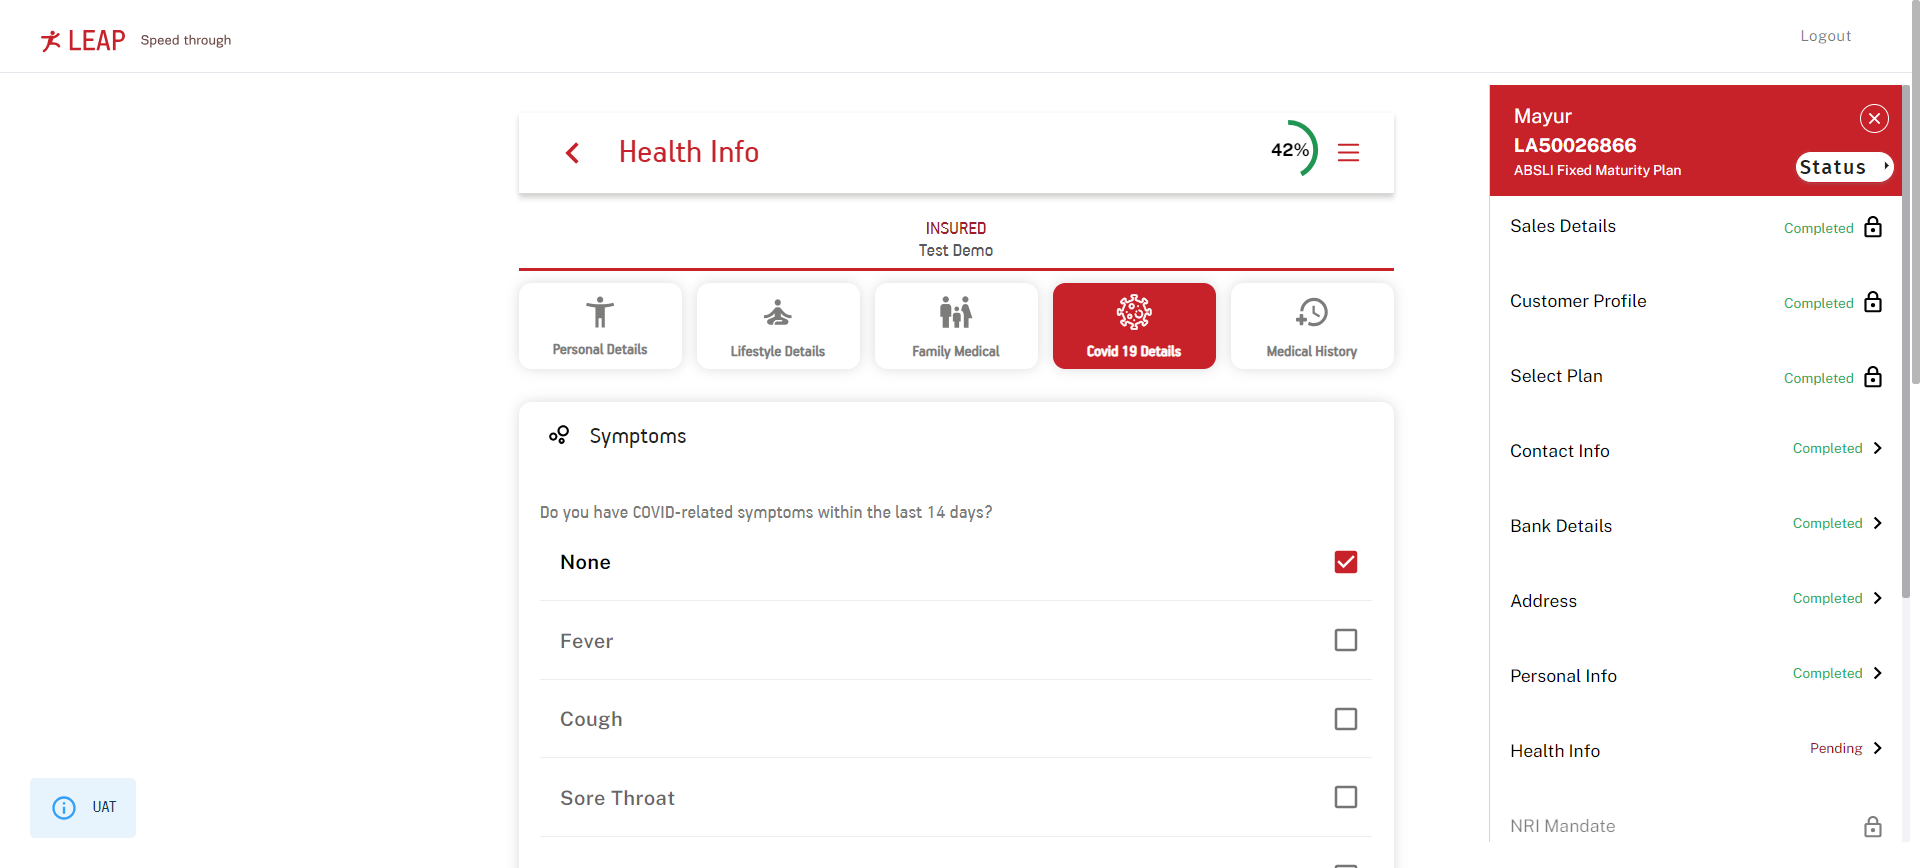 LEAP Speed through
Logout
Health Info
42%
INSURED
Test Demo
Personal Details
Lifestyle Details
Family Medical
Covid 19 Details
Medical History
Symptoms
Do you have COVID-related symptoms within the last 14 days?
None
Fever
Cough
Sore Throat
UAT
Mayur
LA50026866
ABSLI Fixed Maturity Plan
Status
Sales Details Completed
Customer Profile Completed
Select Plan Completed
Contact Info Completed
Bank Details Completed
Address Completed
Personal Info Completed
Health Info Pending
NRI Mandate